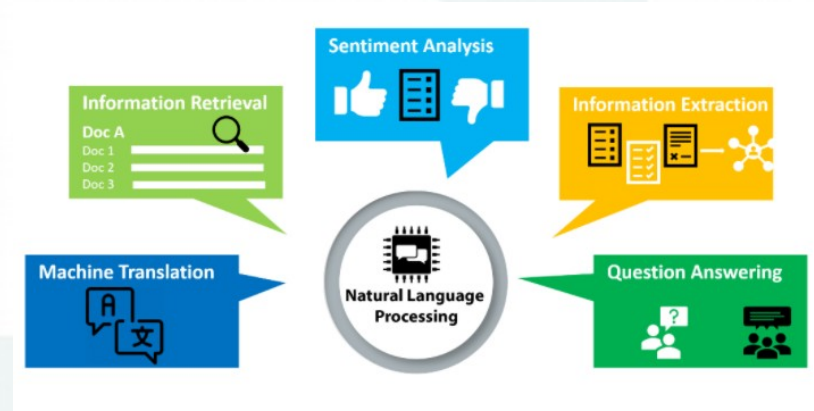 Sentiment Analysis
Information Retrieval
Doc A
Doc 1
Doc 2
Doc 3
Information Extraction
Machine Translation
A
文
Natural Language
Processing
Question Answering
?